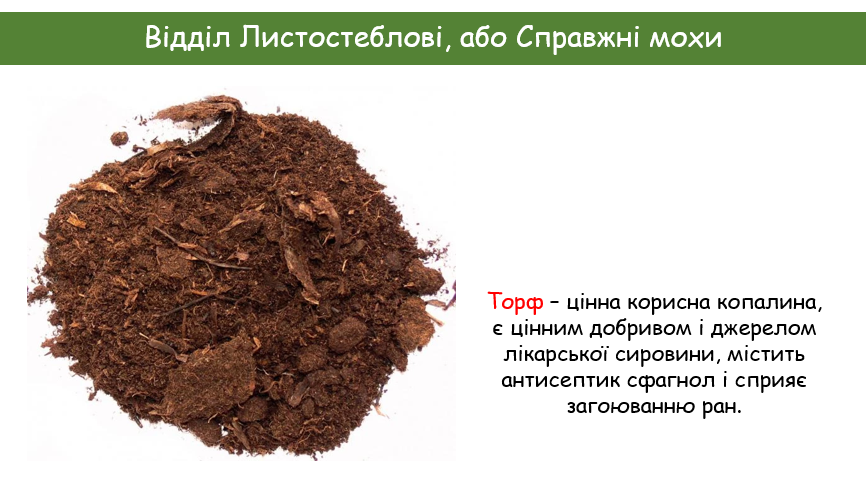 Відділ Листостеблові, або Справжні мохи
Торф – цінна корисна копалина,
є цінним добривом і джерелом
лікарської сировини, містить
антисептик сфагнол і сприяє
загоюванню ран.